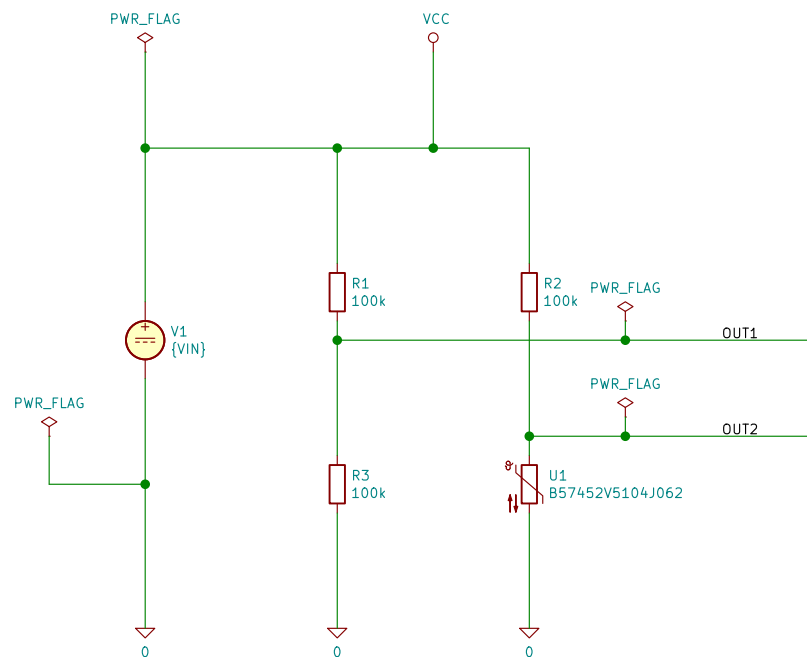 PWR_FLAG
VCC
R1
100k
R2
100k
PWR_FLAG
V1
{VIN}
OUT1
PWR_FLAG
PWR_FLAG
OUT2
R3
100k
U1
B57452V5104J062
0
0
0